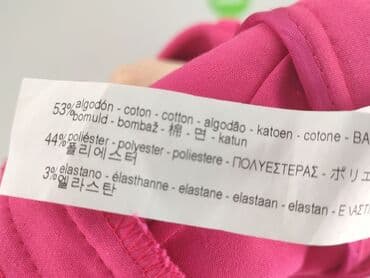 53% algodón - coton - cotton - algodão - katoen - cotone - BA
bomuld - bombaž - 棉 - 면 - katun
44% poliéster - polyester - poliestere - ΠΟΛΥΕΣΤΕΡΑΣ - ポリエ
폴리에스터
3% elastano - élasthanne - elastane - elastaan - elastan - ΕΛΑΣΤ
엘라스탄